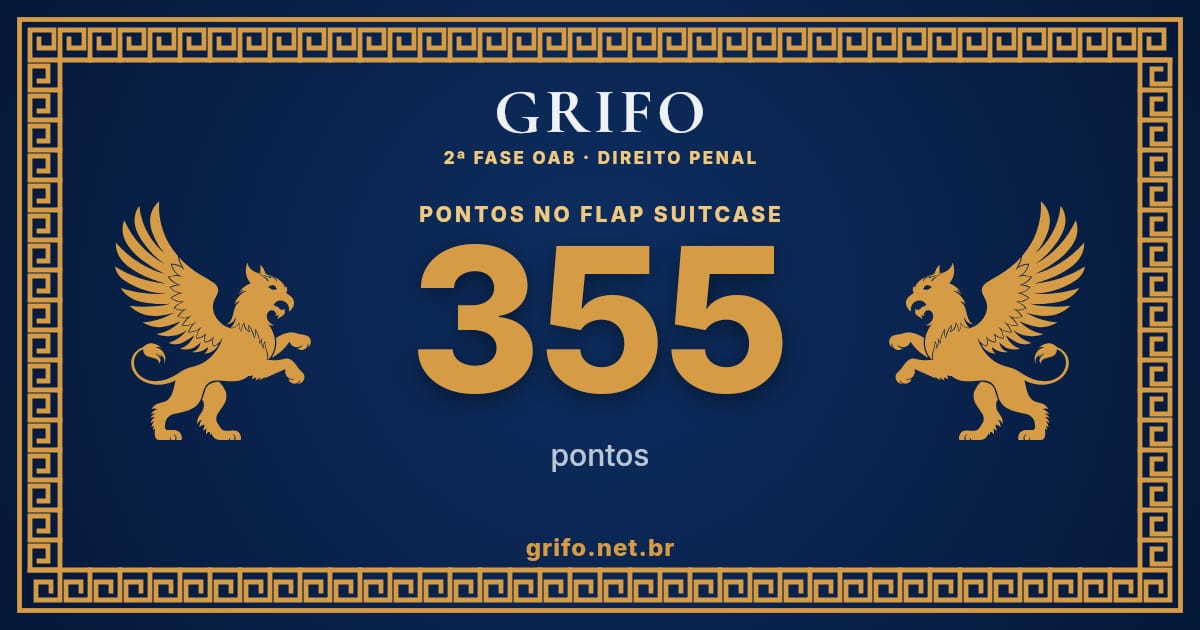 GRIFO
2ª FASE OAB · DIREITO PENAL
PONTOS NO FLAP SUITCASE
355
pontos
grifo.net.br